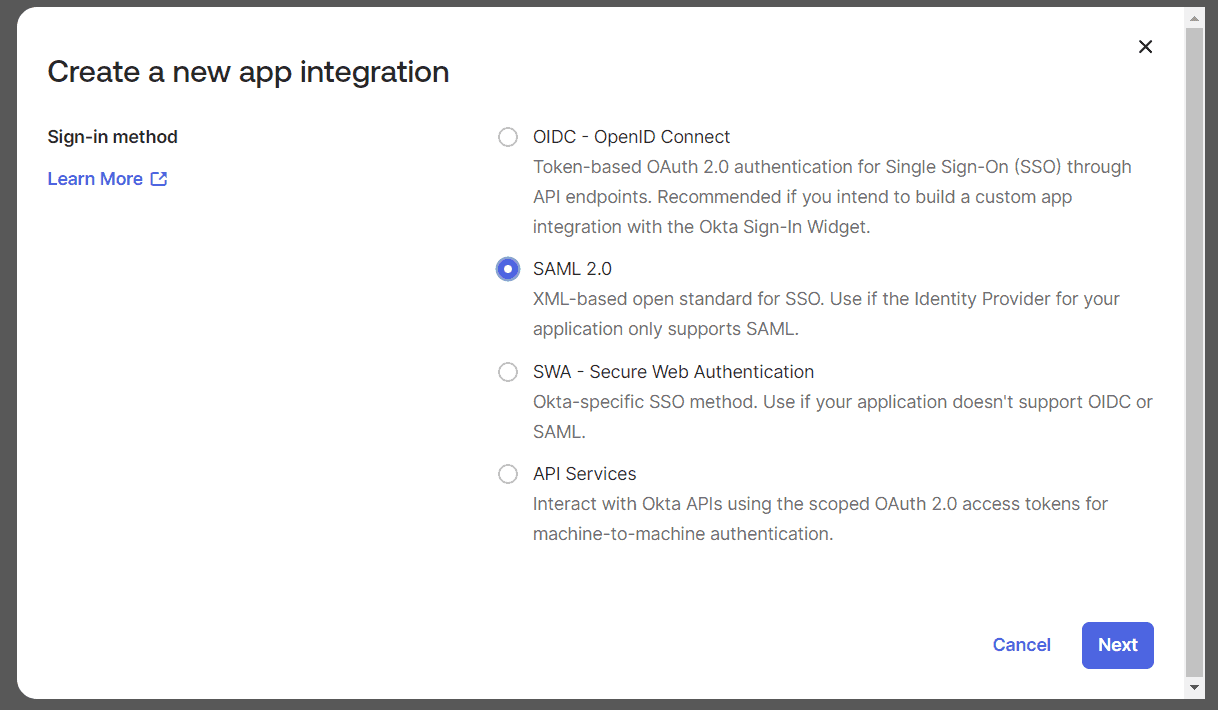 Create a new app integration
Sign-in method
Learn More
OIDC - OpenID Connect
Token-based OAuth 2.0 authentication for Single Sign-On (SSO) through
API endpoints. Recommended if you intend to build a custom app
integration with the Okta Sign-In Widget.
SAML 2.0
XML-based open standard for SSO. Use if the Identity Provider for your
application only supports SAML.
SWA - Secure Web Authentication
Okta-specific SSO method. Use if your application doesn't support OIDC or
SAML.
API Services
Interact with Okta APIs using the scoped OAuth 2.0 access tokens for
machine-to-machine authentication.
Cancel
Next